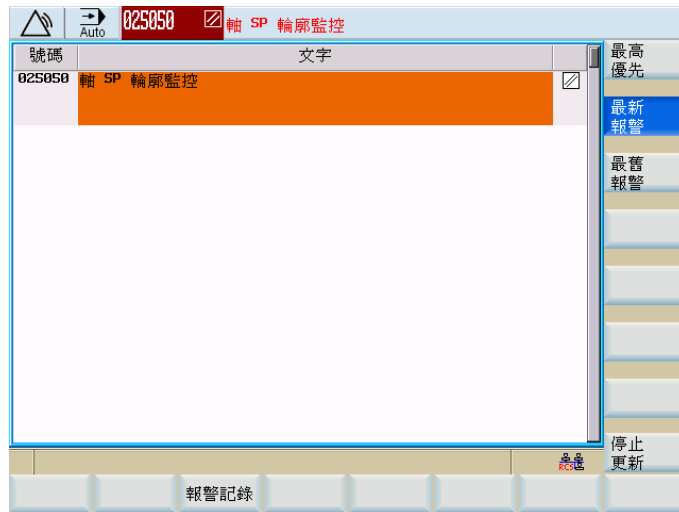 Auto
025050 軸 SP 輪廓監控
號碼 文字
025050 軸 SP 輪廓監控
最高
優先
最新
報警
最舊
報警
停止
更新
RCS
報警記錄